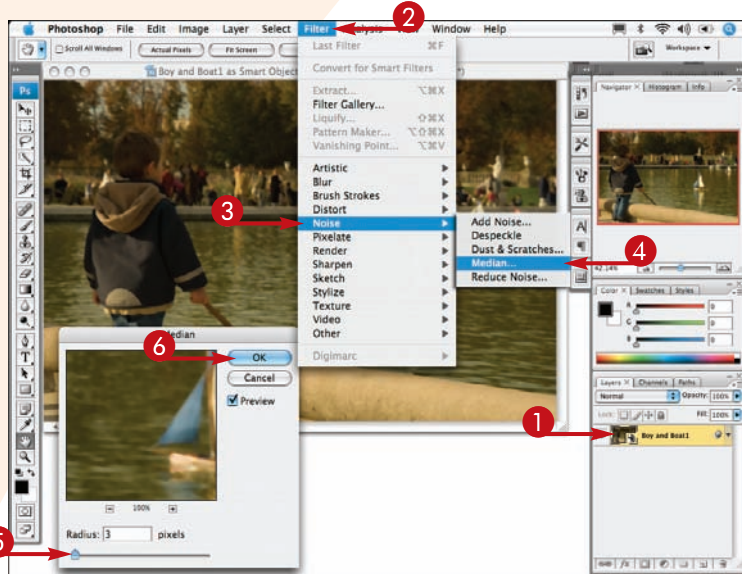 Photoshop File Edit Image Layer Select Filter View Window Help
2
Scroll All Windows Actual Pixels Fit Screen
Workspace
Boy and Boat1 as Smart Object
Last Filter ⌘F
Convert for Smart Filters
Extract... ⌥⌘X
Filter Gallery...
Liquify... ⇧⌘X
Pattern Maker... ⌥⇧⌘X
Vanishing Point... ⌥⌘V
Artistic
Blur
Brush Strokes
Distort
3
Noise
Pixelate
Render
Sharpen
Sketch
Stylize
Texture
Video
Other
Digimarc
Add Noise...
Despeckle
Dust & Scratches...
Median...
Reduce Noise...
4
Ps
Navigator Histogram Info
42.14%
Color Swatches Styles
R 0
G 0
B 0
Layers Channels Paths
Normal Opacity: 100%
Lock: Fill: 100%
1
Boy and Boat1
Median
6
OK
Cancel
Preview
100%
Radius: 3 pixels
5